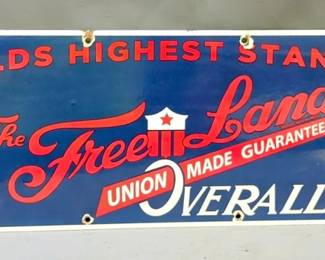 LDS HIGHEST STAN
The Free Land
UNION MADE GUARANTEE
OVERALL